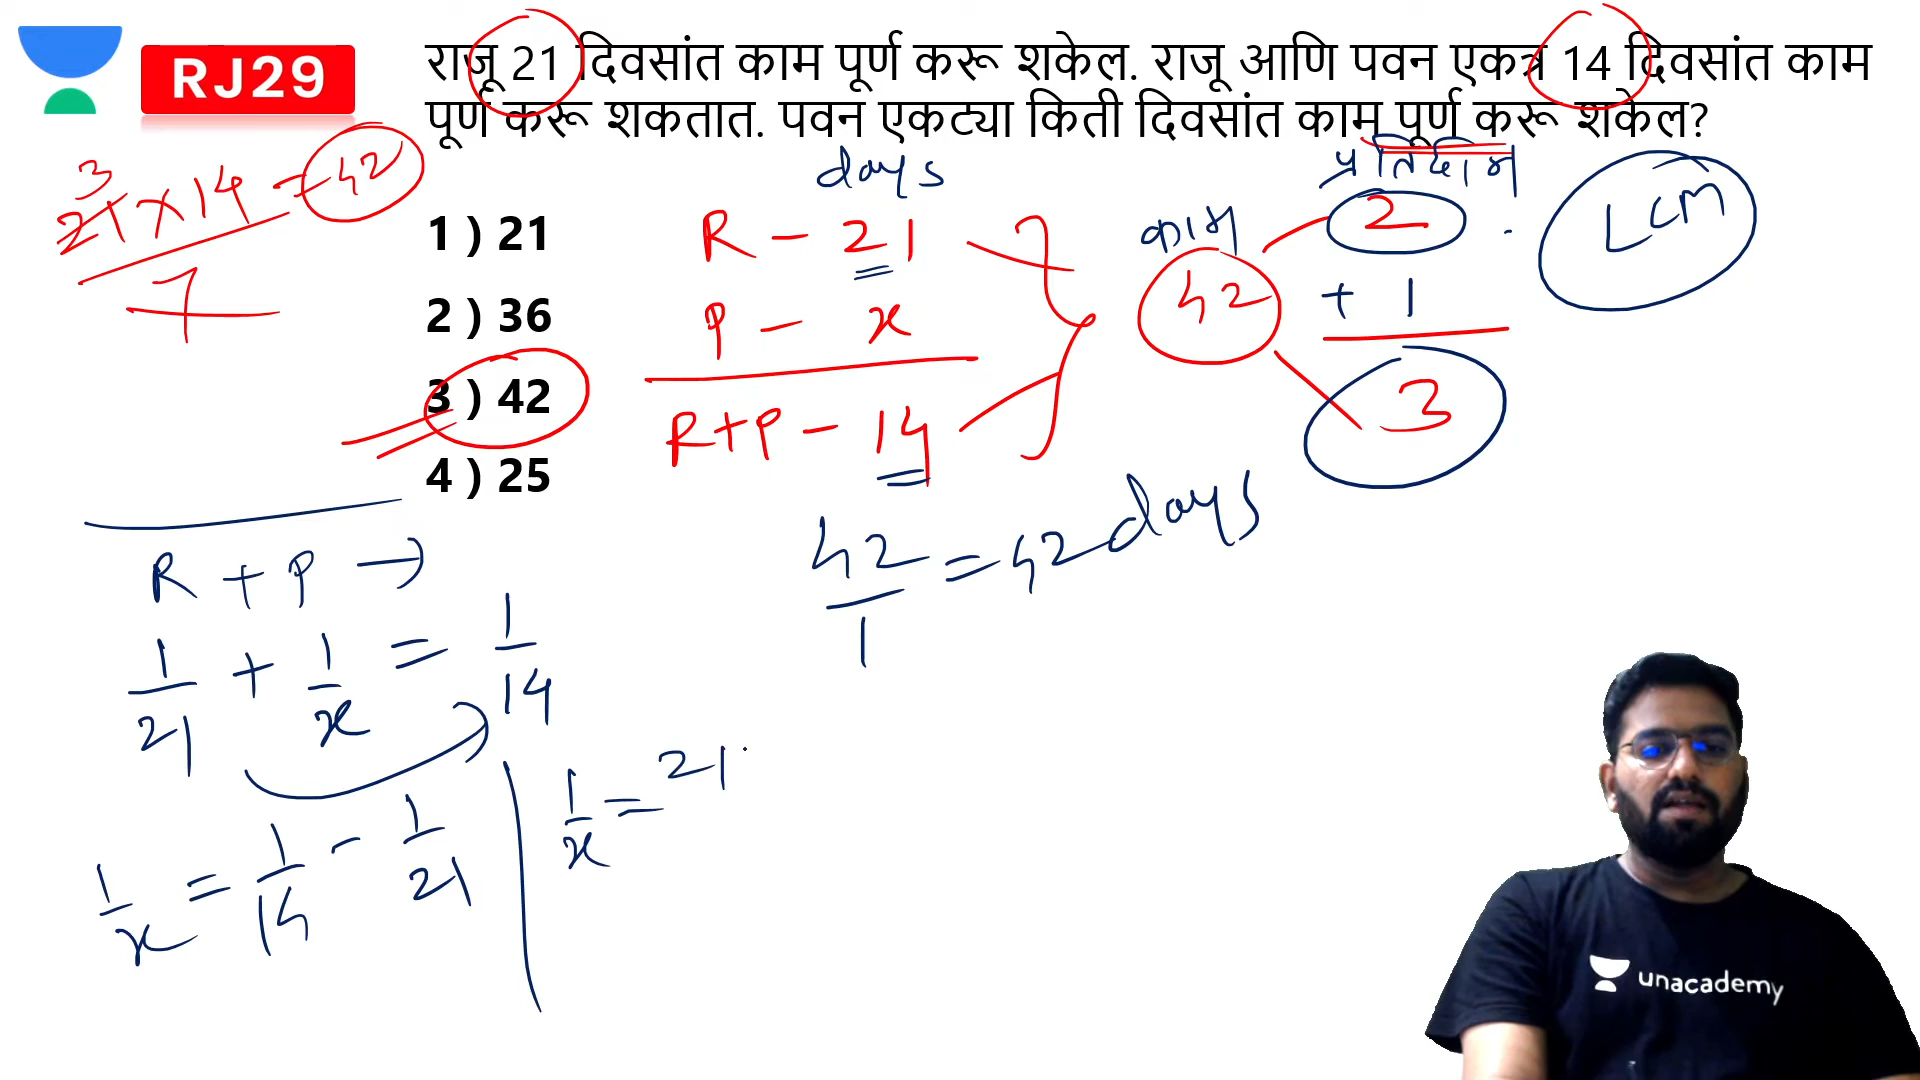 RJ29
राजू 21 दिवसांत काम पूर्ण करू शकेल. राजू आणि पवन एकत्र 14 दिवसांत काम
पूर्ण करू शकतात. पवन एकट्या किती दिवसांत काम पूर्ण करू शकेल?
3
21 x 14 = 42
7
1 ) 21
2 ) 36
3 ) 42
4 ) 25
days
R - 21
P - x
R+P - 14
काम
42
प्रतिदीन
2
+ 1
3
LCM
42/1 = 42 days
R + P →
1/21 + 1/x = 1/14
1/x = 1/14 - 1/21
1/x = 21
unacademy